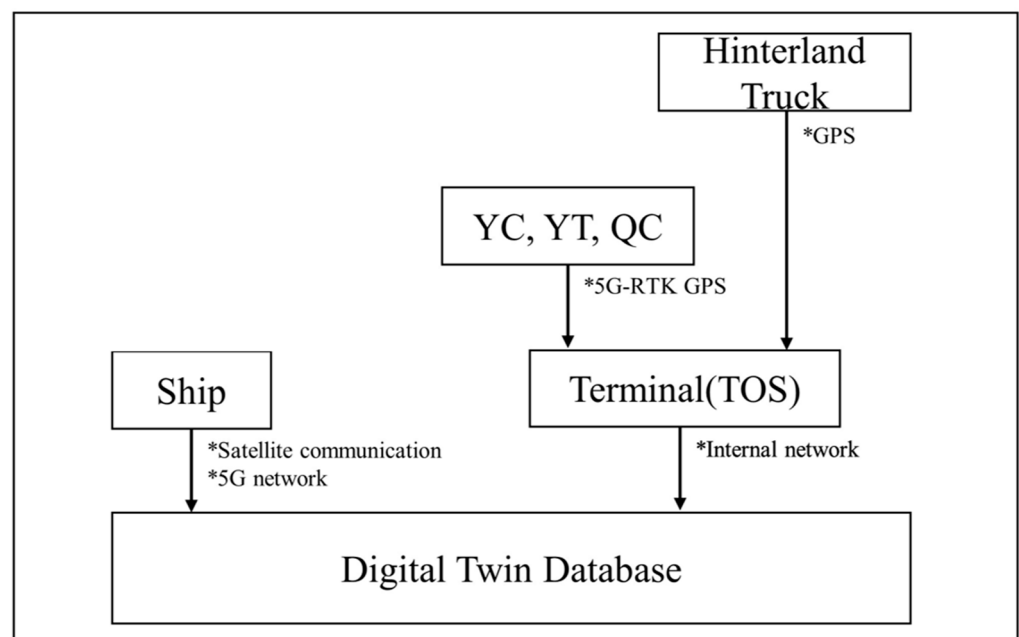 Hinterland
Truck
*GPS
YC, YT, QC
*5G-RTK GPS
Ship
Terminal(TOS)
*Satellite communication
*5G network
*Internal network
Digital Twin Database